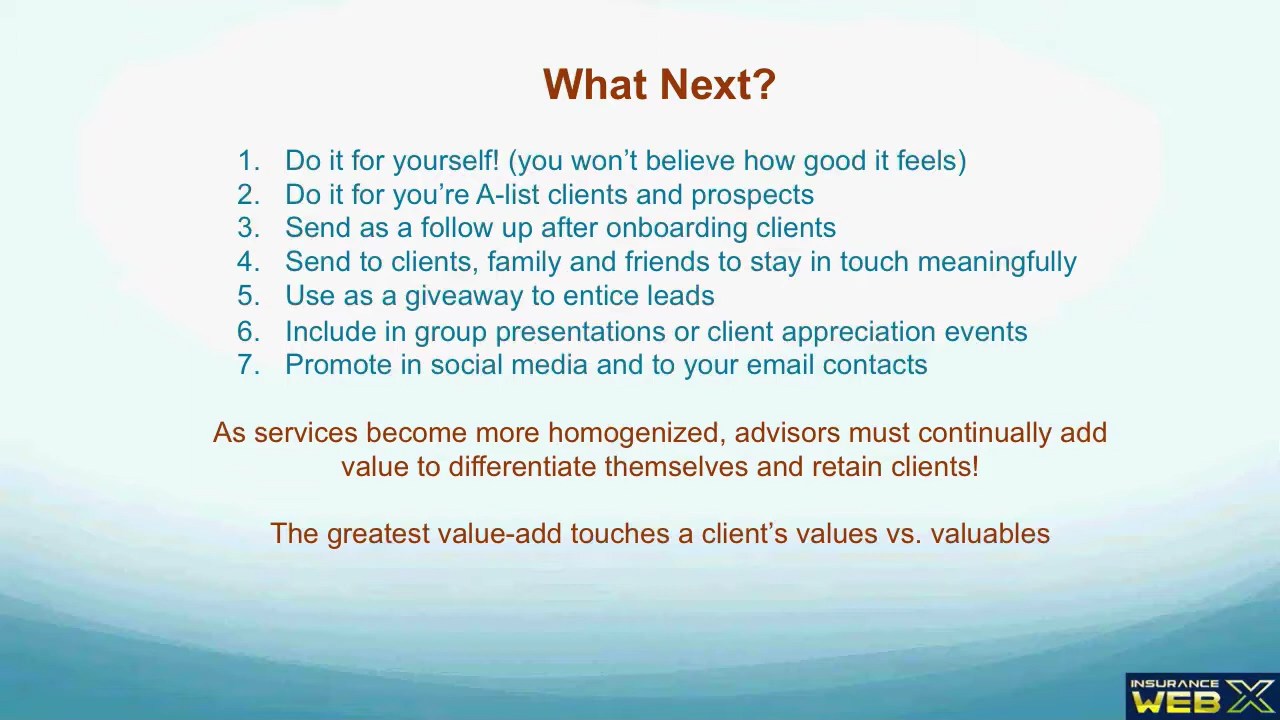 What Next?
1. Do it for yourself! (you won’t believe how good it feels)
2. Do it for you’re A-list clients and prospects
3. Send as a follow up after onboarding clients
4. Send to clients, family and friends to stay in touch meaningfully
5. Use as a giveaway to entice leads
6. Include in group presentations or client appreciation events
7. Promote in social media and to your email contacts
As services become more homogenized, advisors must continually add
value to differentiate themselves and retain clients!
The greatest value-add touches a client’s values vs. valuables
INSURANCE
WEB X